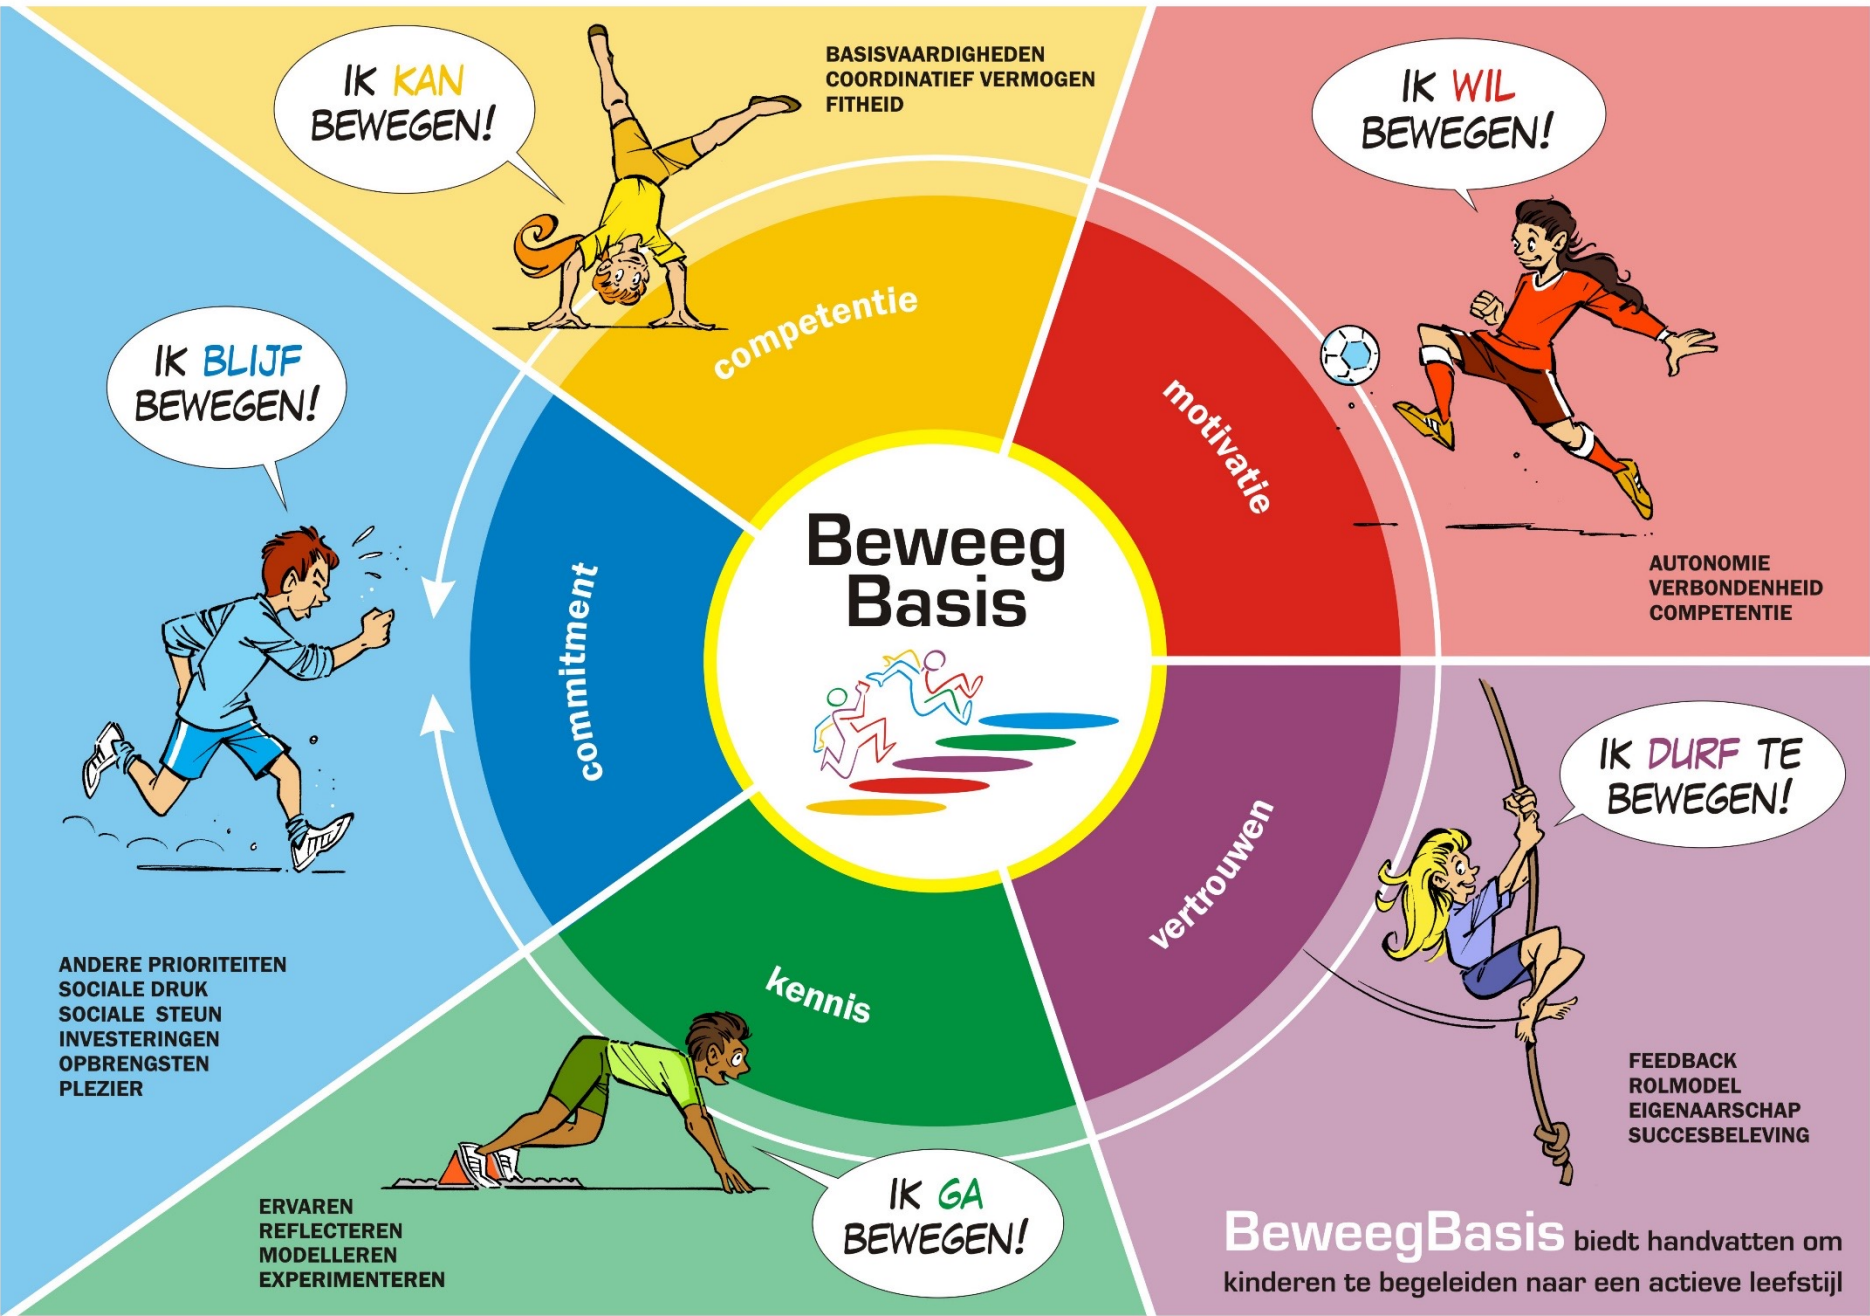 IK KAN
BEWEGEN!
BASISVAARDIGHEDEN
COORDINATIEF VERMOGEN
FITHEID
competentie
IK WIL
BEWEGEN!
motivatie
AUTONOMIE
VERBONDENHEID
COMPETENTIE
IK DURF TE
BEWEGEN!
vertrouwen
FEEDBACK
ROLMODEL
EIGENAARSCHAP
SUCCESBELEVING
IK GA
BEWEGEN!
kennis
ERVAREN
REFLECTEREN
MODELLEREN
EXPERIMENTEREN
IK BLIJF
BEWEGEN!
commitment
ANDERE PRIORITEITEN
SOCIALE DRUK
SOCIALE STEUN
INVESTERINGEN
OPBRENGSTEN
PLEZIER
Beweeg
Basis
BeweegBasis biedt handvatten om
kinderen te begeleiden naar een actieve leefstijl